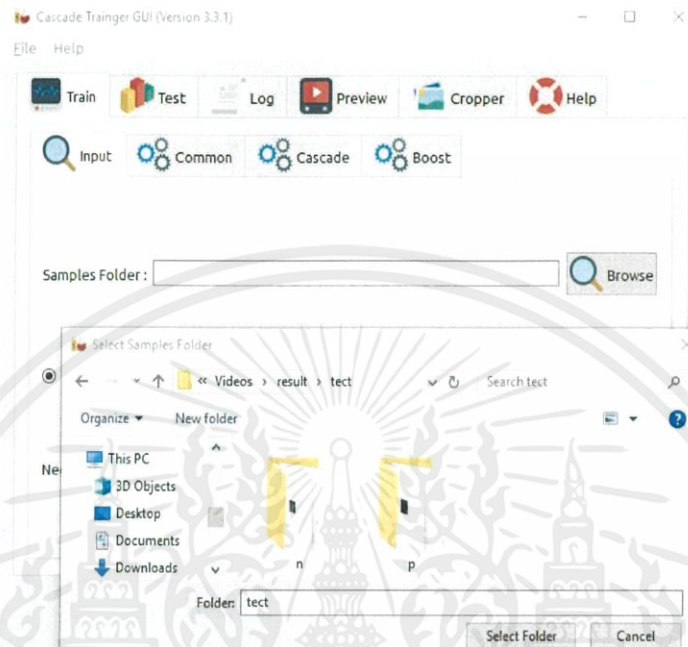 Cascade Trainger GUI (Version 3.3.1)
File Help
Train Test Log Preview Cropper Help
Input Common Cascade Boost
Samples Folder : Browse
Select Samples Folder
« Videos › result › tect Search tect
Organize New folder
This PC
3D Objects
Desktop
Documents
Downloads
n p
Ne
Folder: tect
Select Folder Cancel